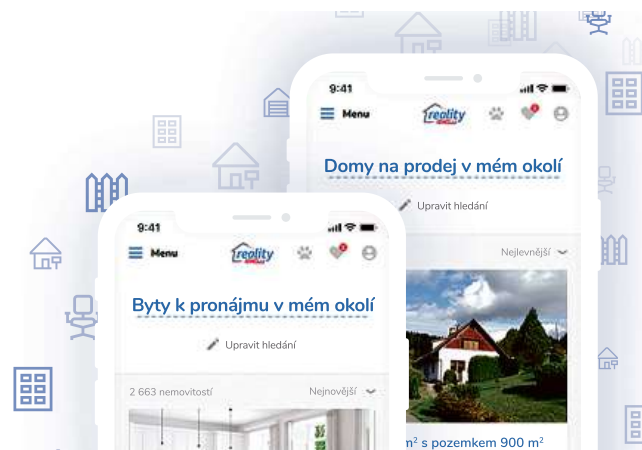 9:41
Menu
reality
Domy na prodej v mém okolí
Upravit hledání
Nejlevnější
m² s pozemkem 900 m²
9:41
Menu
reality
Byty k pronájmu v mém okolí
Upravit hledání
2 663 nemovitostí
Nejnovější